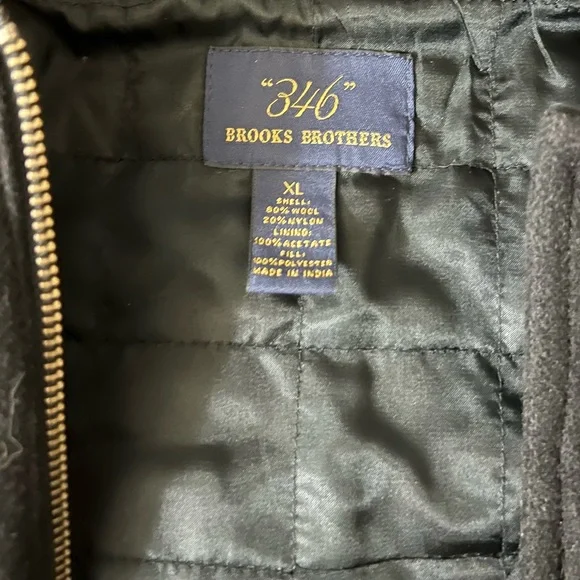 "346"
BROOKS BROTHERS
XL
SHELL:
80% WOOL
20% NYLON
LINING:
100% ACETATE
FILL:
100% POLYESTER
MADE IN INDIA